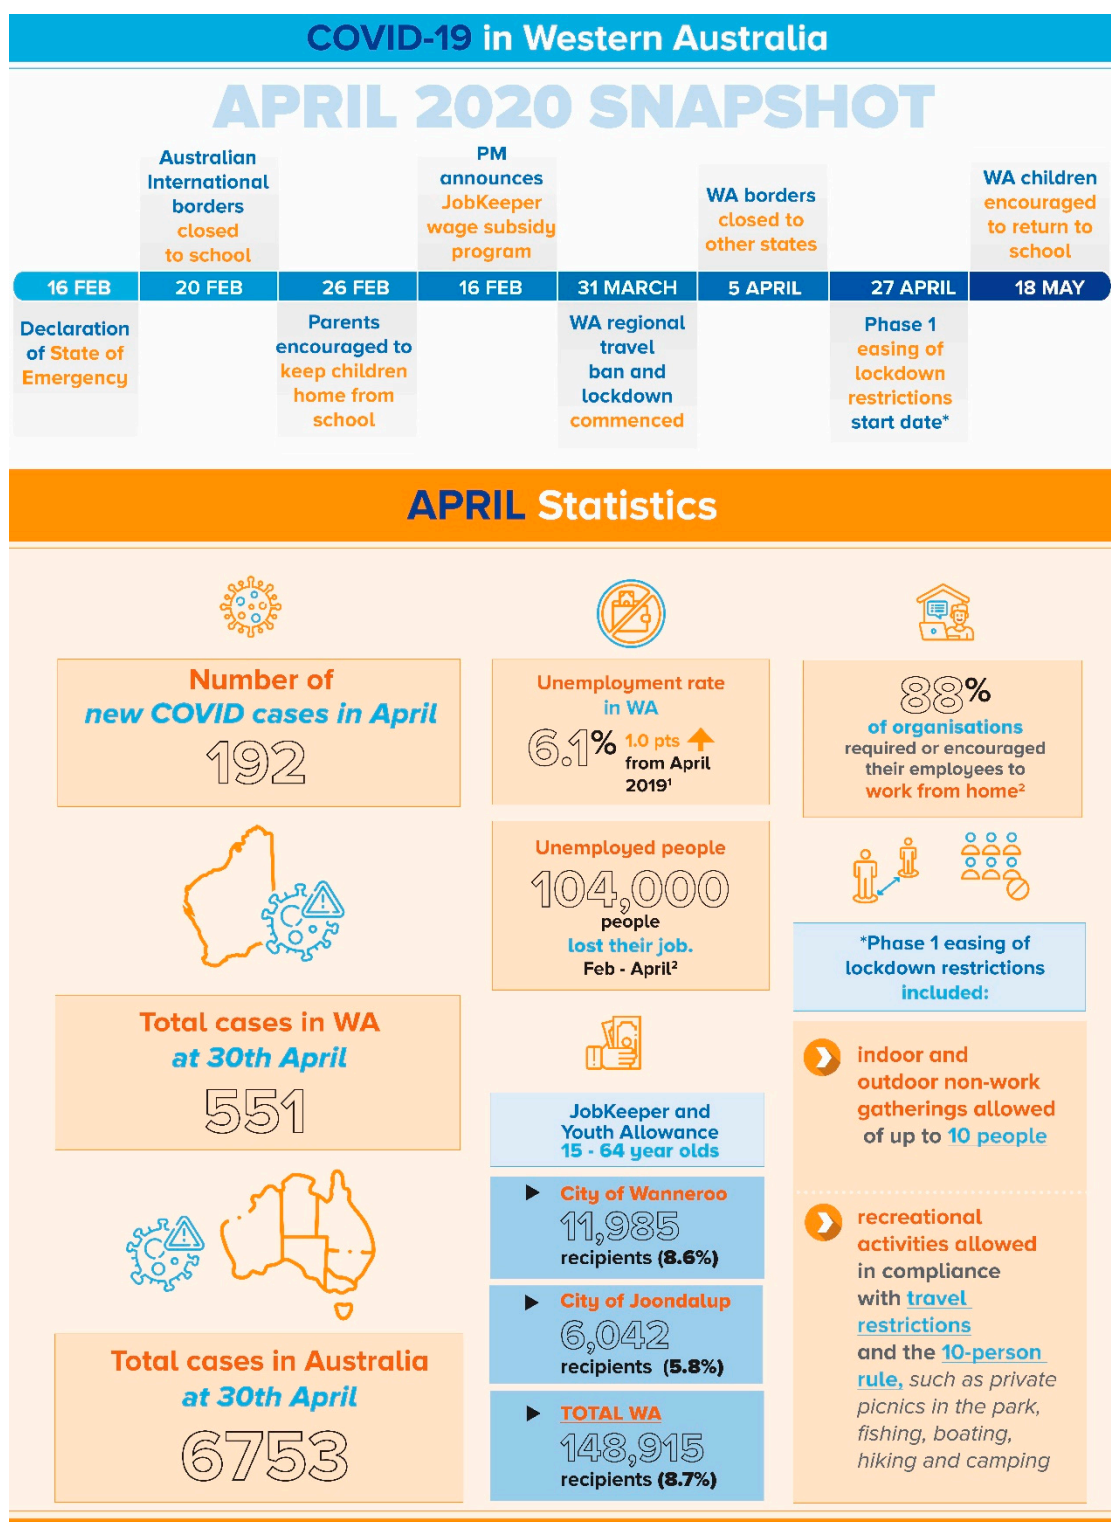 COVID-19 in Western Australia
APRIL 2020 SNAPSHOT
Australian
International
borders
closed
to school
PM
announces
JobKeeper
wage subsidy
program
WA borders
closed to
other states
WA children
encouraged
to return to
school
16 FEB
20 FEB
26 FEB
16 FEB
31 MARCH
5 APRIL
27 APRIL
18 MAY
Declaration
of State of
Emergency
Parents
encouraged to
keep children
home from
school
WA regional
travel
ban and
lockdown
commenced
Phase 1
easing of
lockdown
restrictions
start date*
APRIL Statistics
Number of
new COVID cases in April
192
Total cases in WA
at 30th April
551
Total cases in Australia
at 30th April
6753
Unemployment rate
in WA
6.1% 1.0 pts
from April
2019¹
Unemployed people
104,000
people
lost their job.
Feb - April²
JobKeeper and
Youth Allowance
15 - 64 year olds
City of Wanneroo
11,985
recipients (8.6%)
City of Joondalup
6,042
recipients (5.8%)
TOTAL WA
148,915
recipients (8.7%)
88%
of organisations
required or encouraged
their employees to
work from home²
*Phase 1 easing of
lockdown restrictions
included:
indoor and
outdoor non-work
gatherings allowed
of up to 10 people
recreational
activities allowed
in compliance
with travel
restrictions
and the 10-person
rule, such as private
picnics in the park,
fishing, boating,
hiking and camping